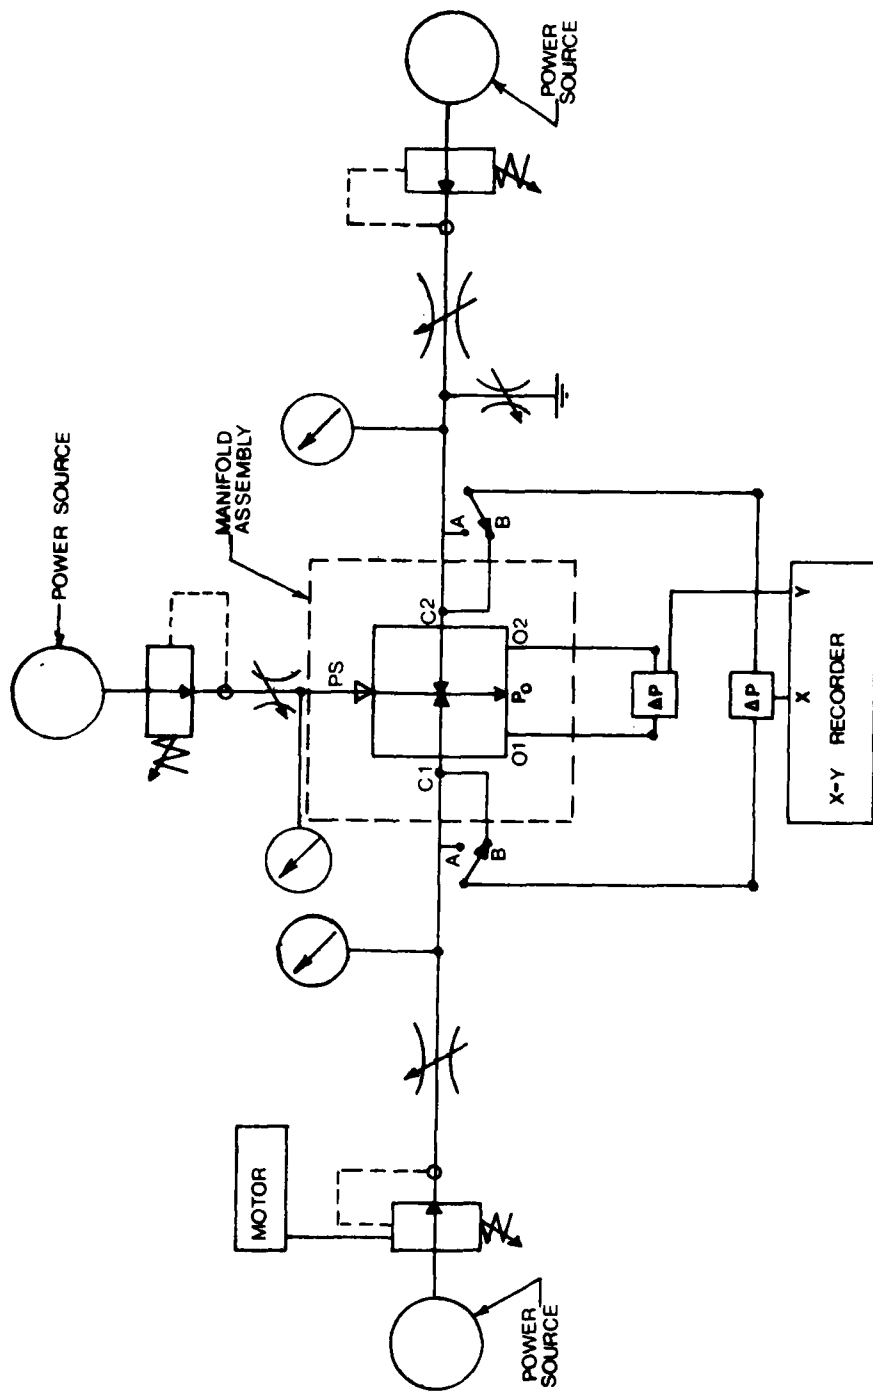 POWER SOURCE
MANIFOLD
ASSEMBLY
MOTOR
PS
C1
C2
A
A
B
B
O1
Po
O2
POWER
SOURCE
POWER
SOURCE
ΔP
ΔP
X
Y
X-Y RECORDER